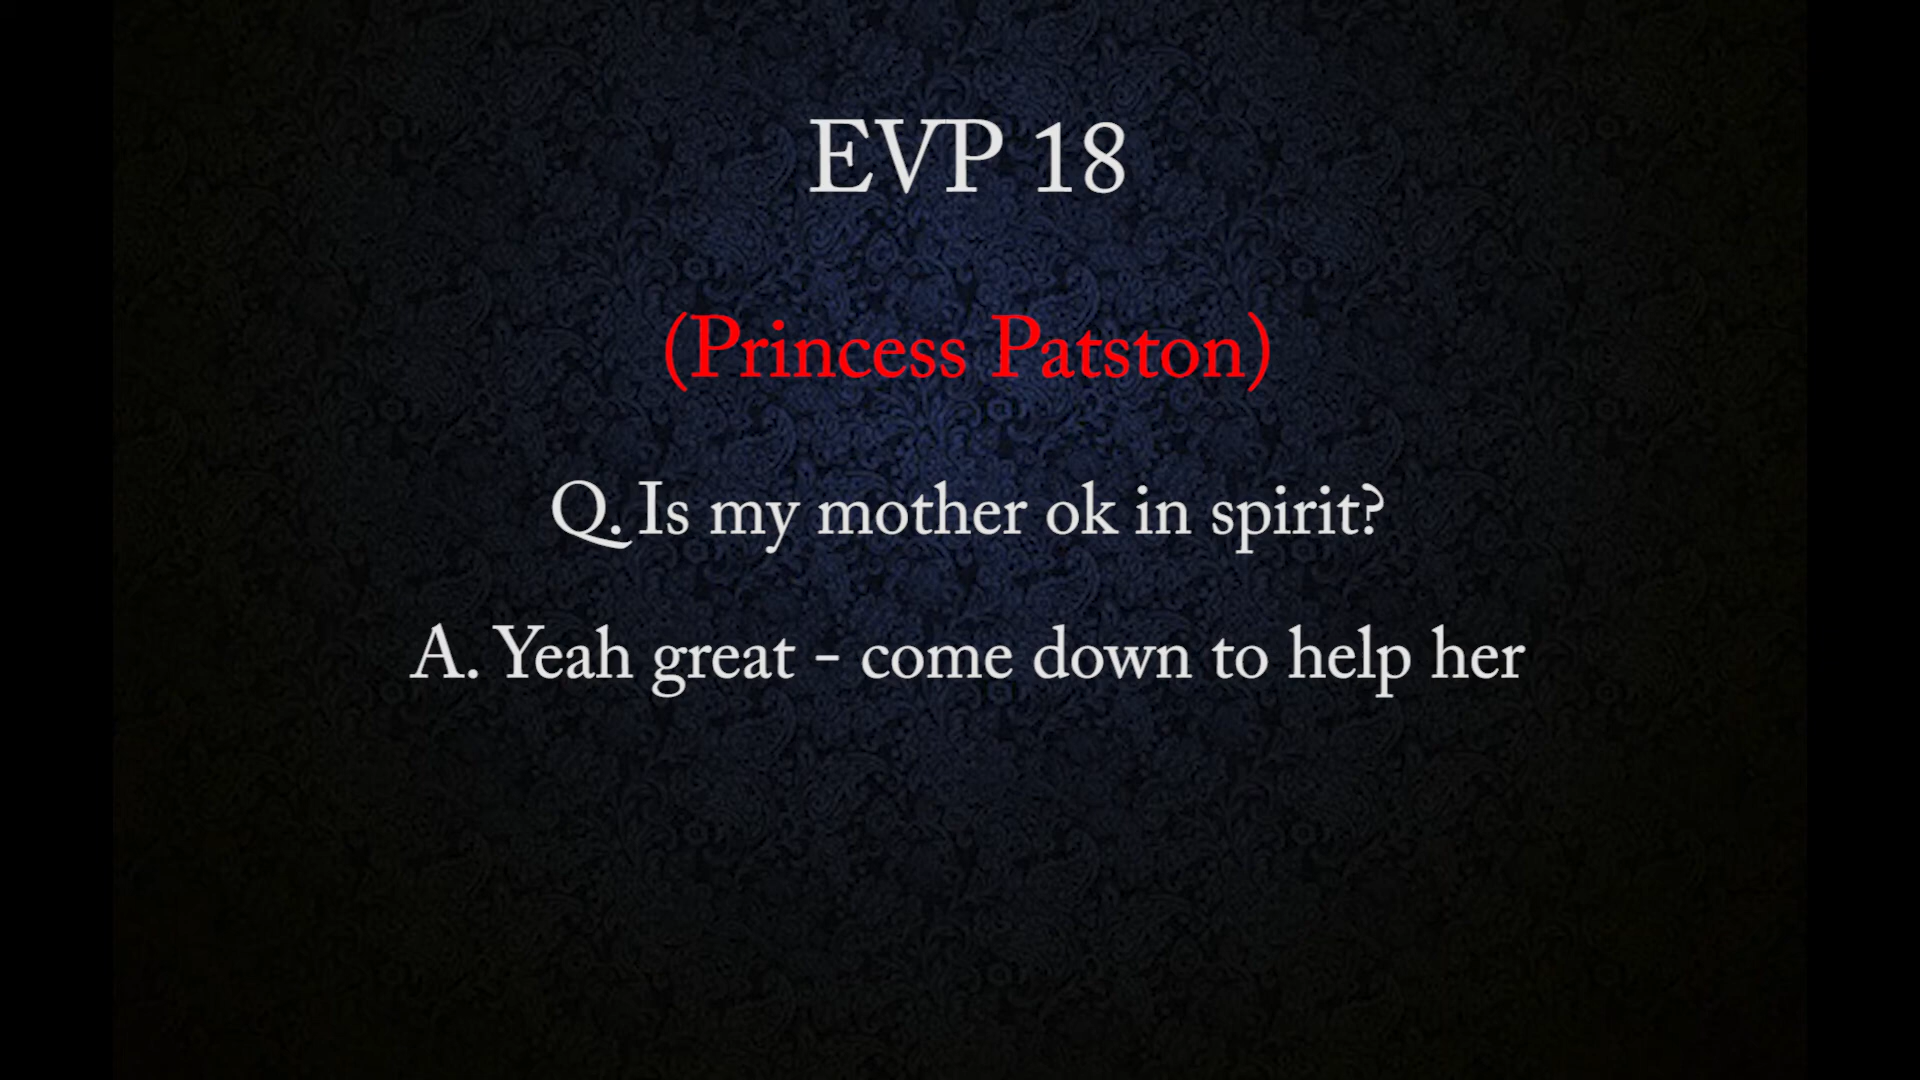 EVP 18
(Princess Patston)
Q. Is my mother ok in spirit?
A. Yeah great - come down to help her